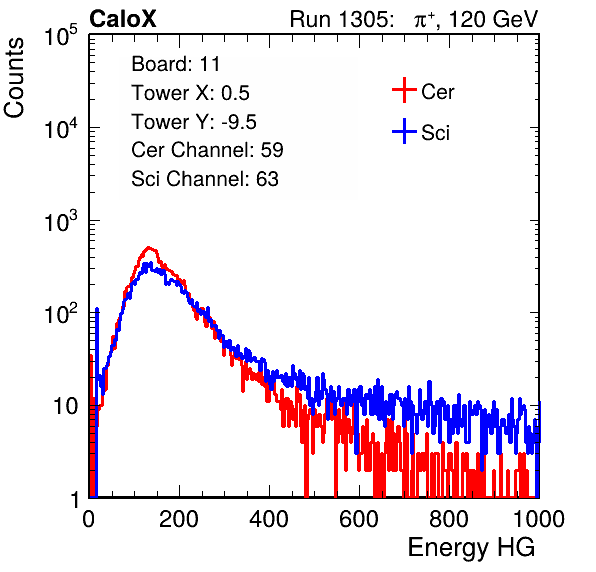 CaloX Run 1305: π⁺, 120 GeV
Counts
10⁵
10⁴
10³
10²
10
1
Board: 11
Tower X: 0.5
Tower Y: -9.5
Cer Channel: 59
Sci Channel: 63
Cer
Sci
0 200 400 600 800 1000
Energy HG